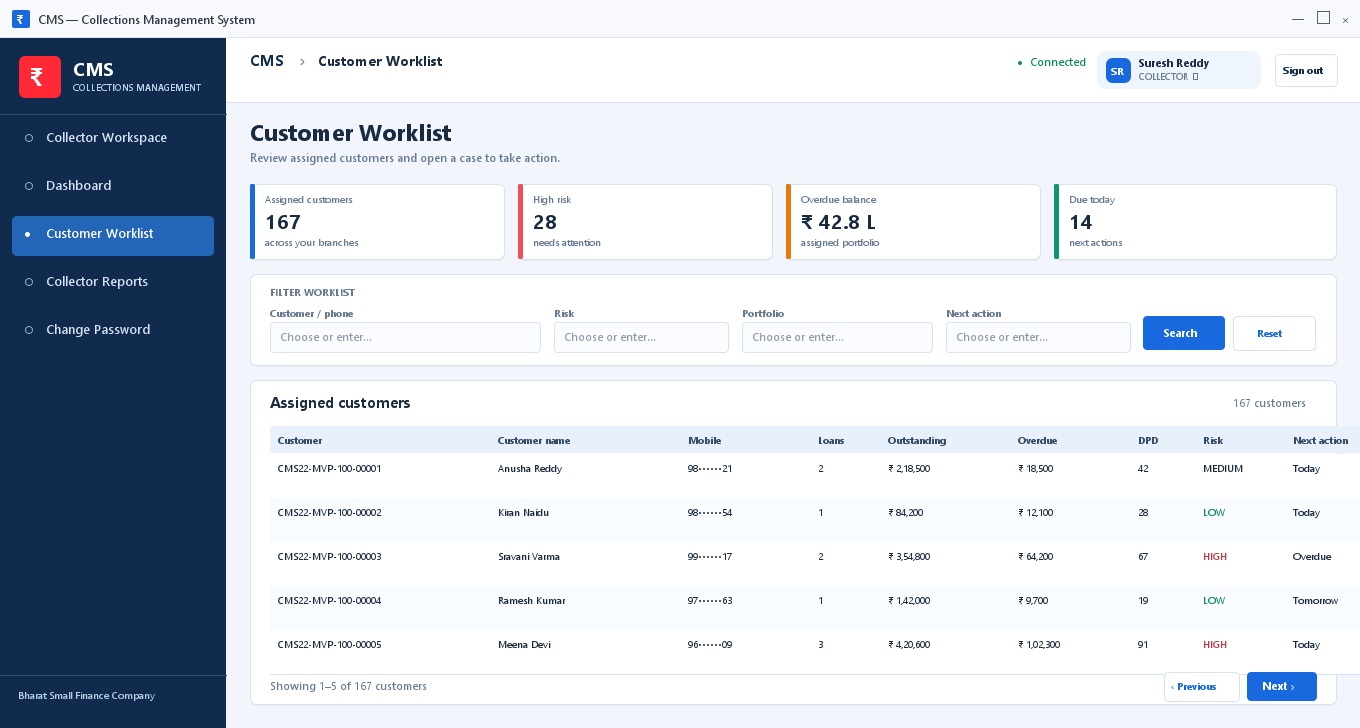 ₹ CMS — Collections Management System
₹ CMS
COLLECTIONS MANAGEMENT
Collector Workspace
Dashboard
Customer Worklist
Collector Reports
Change Password
Bharat Small Finance Company
CMS › Customer Worklist
• Connected
SR
Suresh Reddy
COLLECTOR
Sign out
Customer Worklist
Review assigned customers and open a case to take action.
Assigned customers
167
across your branches
High risk
28
needs attention
Overdue balance
₹ 42.8 L
assigned portfolio
Due today
14
next actions
FILTER WORKLIST
Customer / phone Risk Portfolio Next action
Choose or enter... Choose or enter... Choose or enter... Choose or enter... Search Reset
Assigned customers 167 customers
Customer Customer name Mobile Loans Outstanding Overdue DPD Risk Next action
CMS22-MVP-100-00001 Anusha Reddy 98······21 2 ₹ 2,18,500 ₹ 18,500 42 MEDIUM Today
CMS22-MVP-100-00002 Kiran Naidu 98······54 1 ₹ 84,200 ₹ 12,100 28 LOW Today
CMS22-MVP-100-00003 Sravani Varma 99······17 2 ₹ 3,54,800 ₹ 64,200 67 HIGH Overdue
CMS22-MVP-100-00004 Ramesh Kumar 97······63 1 ₹ 1,42,000 ₹ 9,700 19 LOW Tomorrow
CMS22-MVP-100-00005 Meena Devi 96······09 3 ₹ 4,20,600 ₹ 1,02,300 91 HIGH Today
Showing 1–5 of 167 customers ‹ Previous Next ›